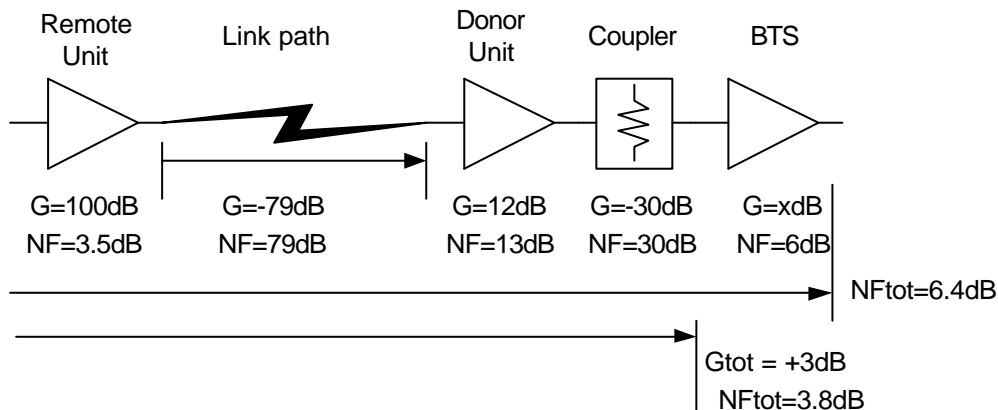 Remote Unit
Link path
Donor Unit
Coupler
BTS
G=100dB
NF=3.5dB
G=-79dB
NF=79dB
G=12dB
NF=13dB
G=-30dB
NF=30dB
G=xdB
NF=6dB
NFtot=6.4dB
Gtot = +3dB
NFtot=3.8dB